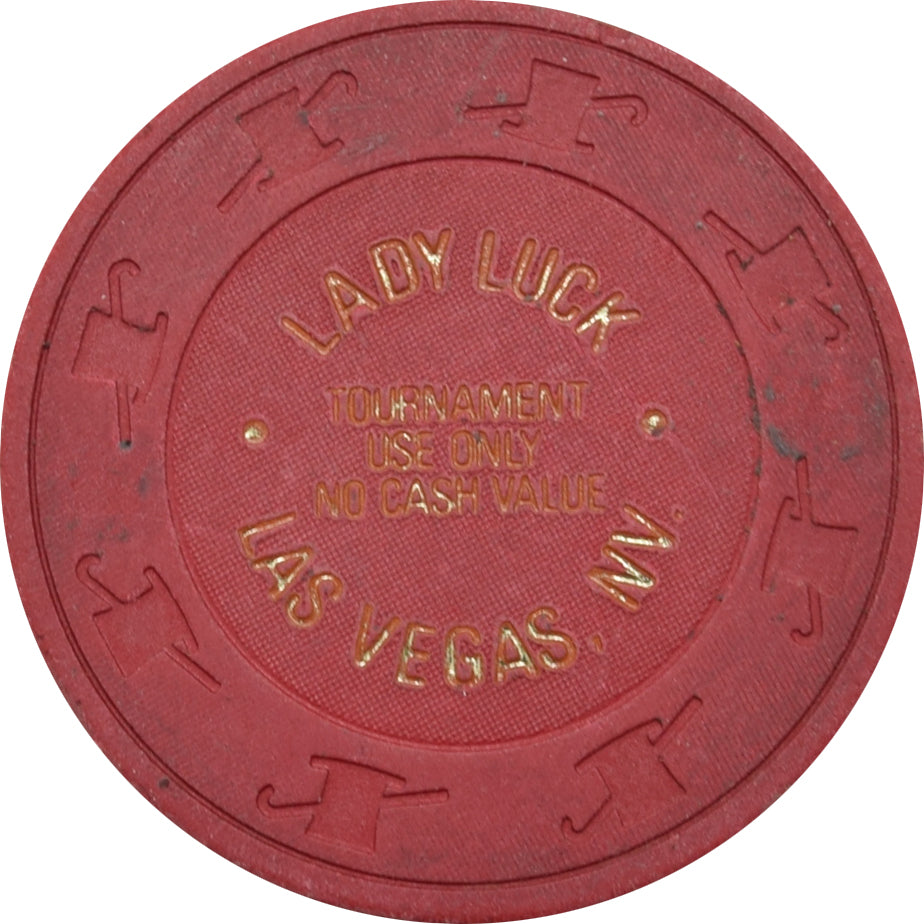 LADY LUCK
TOURNAMENT
USE ONLY
NO CASH VALUE
LAS VEGAS, NV.